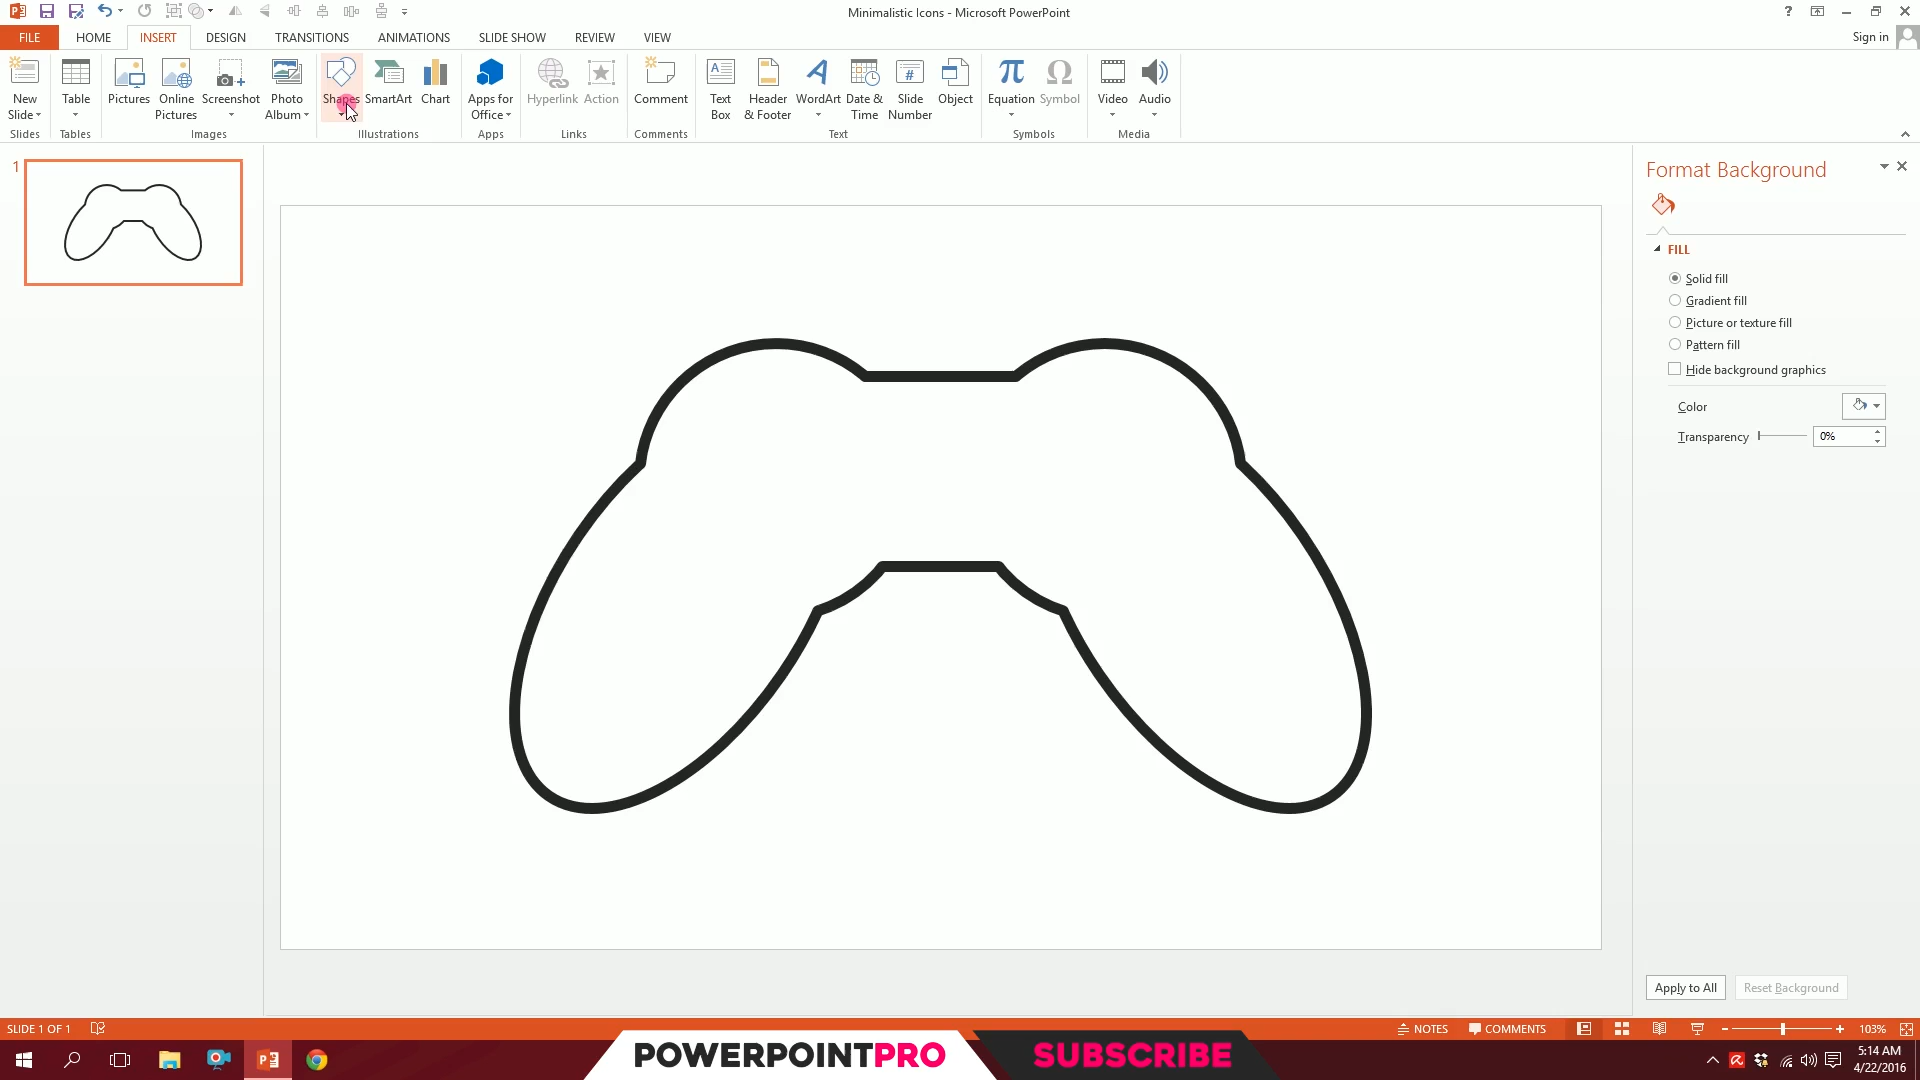 Minimalistic Icons - Microsoft PowerPoint
FILE
HOME
INSERT
DESIGN
TRANSITIONS
ANIMATIONS
SLIDE SHOW
REVIEW
VIEW
Sign in
New Slide
Table
Pictures
Online Pictures
Screenshot
Photo Album
Shapes
SmartArt
Chart
Apps for Office
Hyperlink
Action
Comment
Text Box
Header & Footer
WordArt
Date & Time
Slide Number
Object
Equation
Symbol
Video
Audio
Slides
Tables
Images
Illustrations
Apps
Links
Comments
Text
Symbols
Media
1
Format Background
FILL
Solid fill
Gradient fill
Picture or texture fill
Pattern fill
Hide background graphics
Color
Transparency
0%
Apply to All
Reset Background
SLIDE 1 OF 1
NOTES
COMMENTS
103%
POWERPOINTPRO
SUBSCRIBE
5:14 AM
4/22/2016